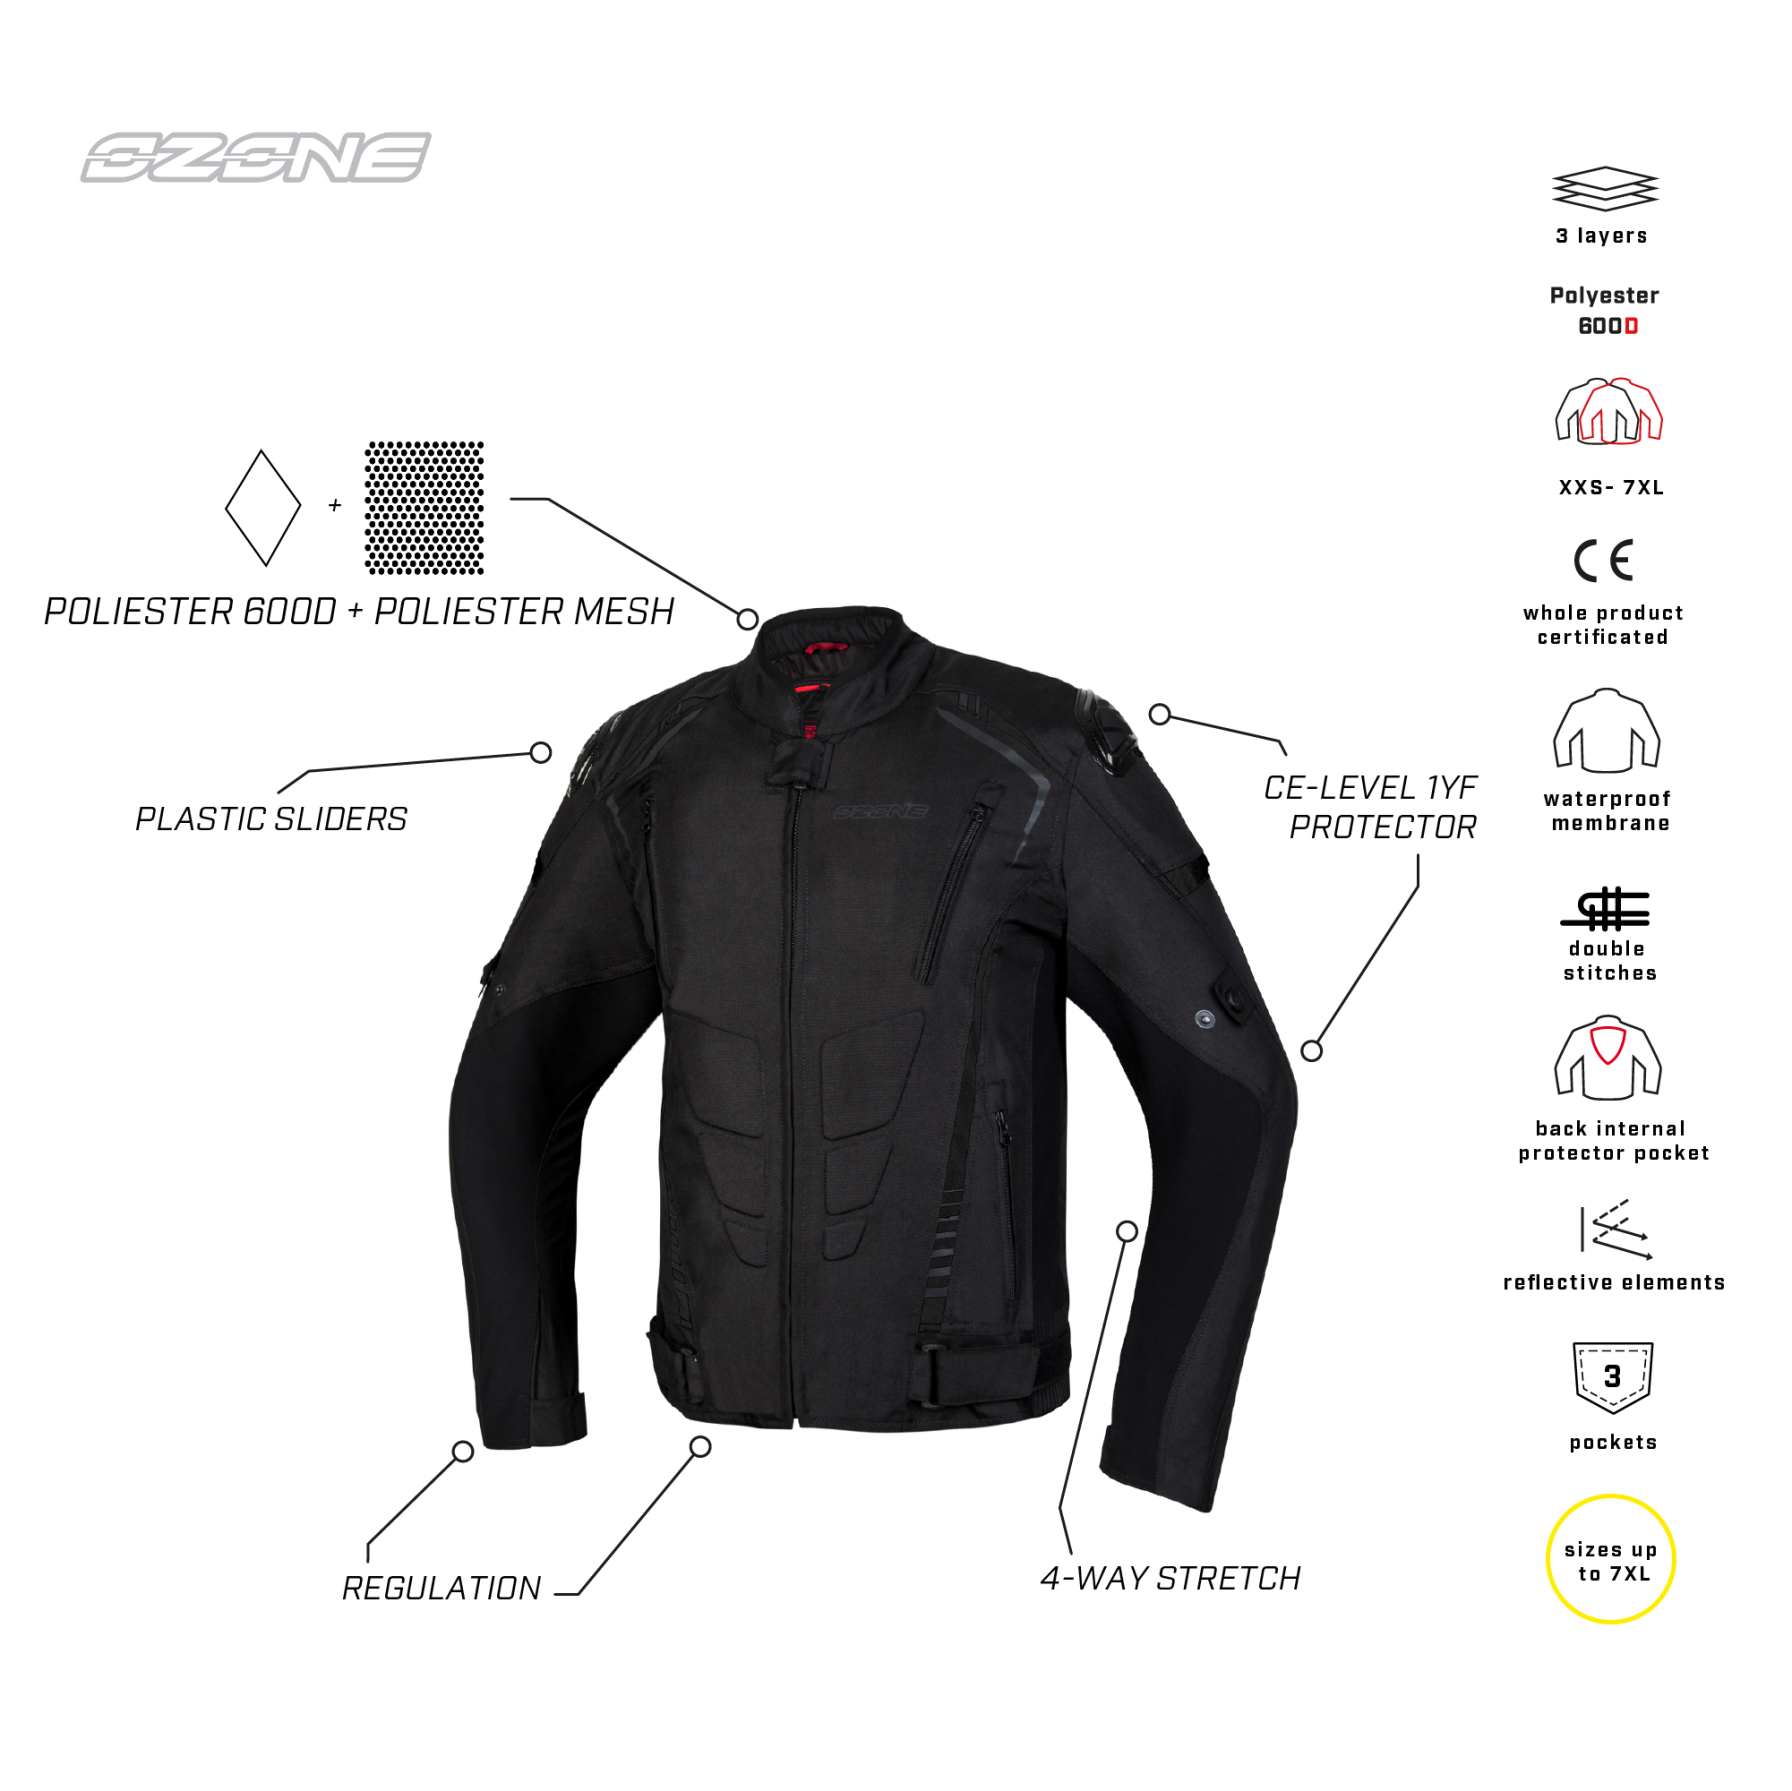 OZONE
3 layers
Polyester
600D
XXS- 7XL
CE
whole product
certificated
waterproof
membrane
double
stitches
back internal
protector pocket
reflective elements
3
pockets
sizes up
to 7XL
+
POLIESTER 600D + POLIESTER MESH
PLASTIC SLIDERS
CE-LEVEL 1YF
PROTECTOR
OZONE
REGULATION
4-WAY STRETCH